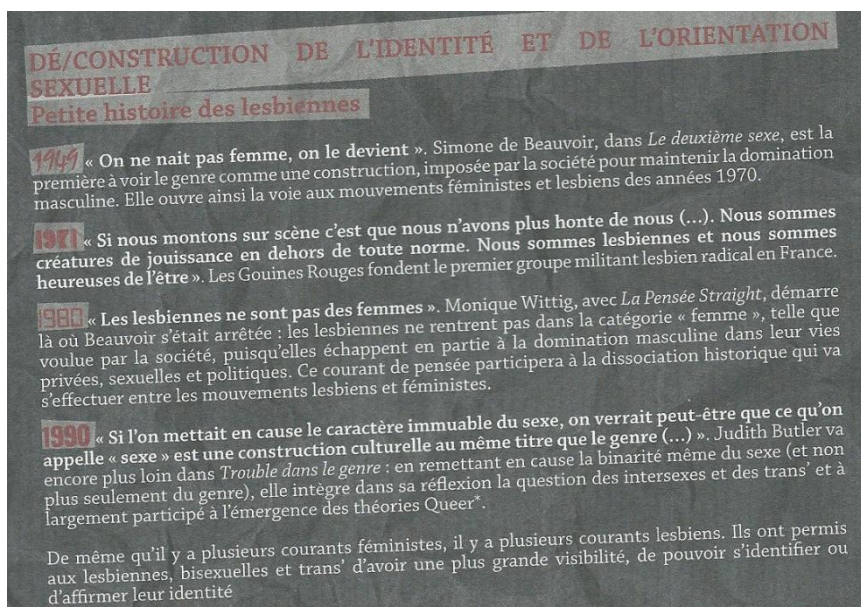 DÉ/CONSTRUCTION DE L'IDENTITÉ ET DE L'ORIENTATION
SEXUELLE
Petite histoire des lesbiennes
1949 « On ne nait pas femme, on le devient ». Simone de Beauvoir, dans Le deuxième sexe, est la
première à voir le genre comme une construction, imposée par la société pour maintenir la domination
masculine. Elle ouvre ainsi la voie aux mouvements féministes et lesbiens des années 1970.
1971 « Si nous montons sur scène c'est que nous n'avons plus honte de nous (...). Nous sommes
créatures de jouissance en dehors de toute norme. Nous sommes lesbiennes et nous sommes
heureuses de l'être ». Les Gouines Rouges fondent le premier groupe militant lesbien radical en France.
1980 « Les lesbiennes ne sont pas des femmes ». Monique Wittig, avec La Pensée Straight, démarre
là où Beauvoir s'était arrêtée : les lesbiennes ne rentrent pas dans la catégorie « femme », telle que
voulue par la société, puisqu'elles échappent en partie à la domination masculine dans leur vies
privées, sexuelles et politiques. Ce courant de pensée participera à la dissociation historique qui va
s'effectuer entre les mouvements lesbiens et féministes.
1990 « Si l'on mettait en cause le caractère immuable du sexe, on verrait peut-être que ce qu'on
appelle « sexe » est une construction culturelle au même titre que le genre (...) ». Judith Butler va
encore plus loin dans Trouble dans le genre : en remettant en cause la binarité même du sexe (et non
plus seulement du genre), elle intègre dans sa réflexion la question des intersexes et des trans' et à
largement participé à l'émergence des théories Queer*.
De même qu'il y a plusieurs courants féministes, il y a plusieurs courants lesbiens. Ils ont permis
aux lesbiennes, bisexuelles et trans' d'avoir une plus grande visibilité, de pouvoir s'identifier ou
d'affirmer leur identité